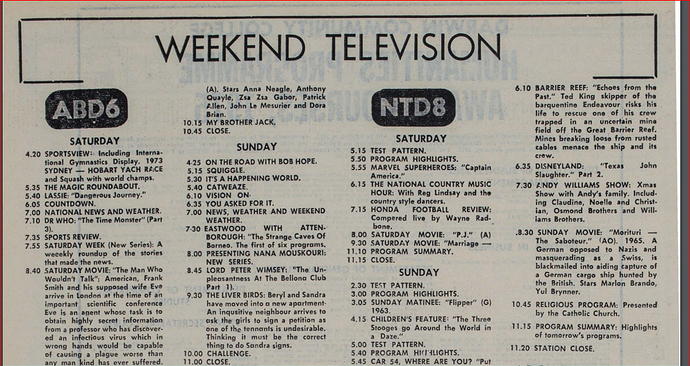 WEEKEND TELEVISION
ABD6
SATURDAY
4.20 SPORTSVIEW: Including Interna-
tional Gymnastics Display, 1973
SYDNEY — HOBART YACH RACE
and Squash with world champs.
5.35 THE MAGIC ROUNDABOUT.
5.40 LASSIE: "Dangerous Journey."
6.05 COUNTDOWN.
7.00 NATIONAL NEWS AND WEATHER.
7.10 DR WHO: "The Time Monster" (Part
3).
7.35 SPORTS REVIEW.
7.55 SATURDAY WEEK (New Series): A
weekly roundup of the stories
that made the news.
8.40 SATURDAY MOVIE: "The Man Who
Wouldn't Talk"; American, Frank
Smith and his supposed wife Eve
arrive in London at the time of an
important scientific conference
Eve is an agent whose task is to
obtain highly secret information
from a professor who has discover-
ed an infectious virus which in
wrong hands would be capable
of causing a plague worse than
any man kind has ever suffered.
(A). Stars Anna Neagle, Anthony
Quayle, Zsa Zsa Gabor, Patrick
Allen, John Le Mesurier and Dora
Brian.
10.15 MY BROTHER JACK.
10.45 CLOSE.
SUNDAY
4.25 ON THE ROAD WITH BOB HOPE.
5.15 SQUIGGLE.
5.30 IT'S A HAPPENING WORLD.
5.40 CATWEAZLE.
6.10 VISION ON.
6.35 YOU ASKED FOR IT.
7.00 NEWS, WEATHER AND WEEKEND
WEATHER.
7.30 EASTWOOD WITH ATTEN-
BOROUGH: "The Strange Caves Of
Borneo. The first of six programs.
8.00 PRESENTING NANA MOUSKOURI:
NEW SERIES.
8.45 LORD PETER WIMSEY: "The Un-
pleasantness At The Bellona Club
Part 1).
9.30 THE LIVER BIRDS: Beryl and Sandra
have moved into a new apartment.
An inquitive neighbour arrives to
ask the girls to sign a petition as
one of the tennants is undesirable.
Thinking it must be the correct
thing to do Sandra signs.
10.00 CHALLENGE.
11.00 CLOSE.
NTD8
SATURDAY
5.15 TEST PATTERN.
5.50 PROGRAM HIGHLIGHTS.
5.55 MARVEL SUPERHEROES: "Captain
America."
6.15 THE NATIONAL COUNTRY MUSIC
HOUR: With Reg Lindsay and the
country style dancers.
7.15 HONDA FOOTBALL REVIEW:
Compered live by Wayne Rad-
bone.
8.00 SATURDAY MOVIE: "P.J." (A)
9.30 SATURDAY MOVIE: "Marriage —
11.10 PROGRAM SUMMARY.
11.15 CLOSE.
SUNDAY
2.30 TEST PATTERN.
3.00 PROGRAM HIGHLIGHTS.
3.05 SUNDAY MATINEE: "Flipper" (G)
1963.
4.15 CHILDREN'S FEATURE: "The Three
Stooges go Around the World in
a Daze."
5.00 TEST PATTERN.
5.40 PROGRAM HIGHLIGHTS.
5.45 CAR 54, WHERE ARE YOU? "Put
6.10 BARRIER REEF: "Echoes from the
Past." Ted King skipper of the
barquentine Endeavour risks his
life to rescue one of his crew
trapped in an uncertain mine
field off the Great Barrier Reef.
Mines breaking loose from rusted
cables menace the ship and its
crew.
6.35 DISNEYLAND: "Texas John
Slaughter." Part 2.
7.30 ANDY WILLIAMS SHOW: Xmas
Show with Andy's family. Includ-
ing Claudine, Noelle and Christ-
ian, Osmond Brothers and Will-
iams Brothers.
8.30 SUNDAY MOVIE: "Morituri —
The Saboteur." (AO). 1965. A
German opposed to Nazis and
masquerading as a Swiss, is
blackmailed into aiding capture of
a German cargo ship hunted by
the British. Stars Marlon Brando,
Yul Brynner.
10.45 RELIGIOUS PROGRAM: Presented
by the Catholic Church.
11.15 PROGRAM SUMMARY: Highlights
of tomorrow's programs.
11.20 STATION CLOSE.